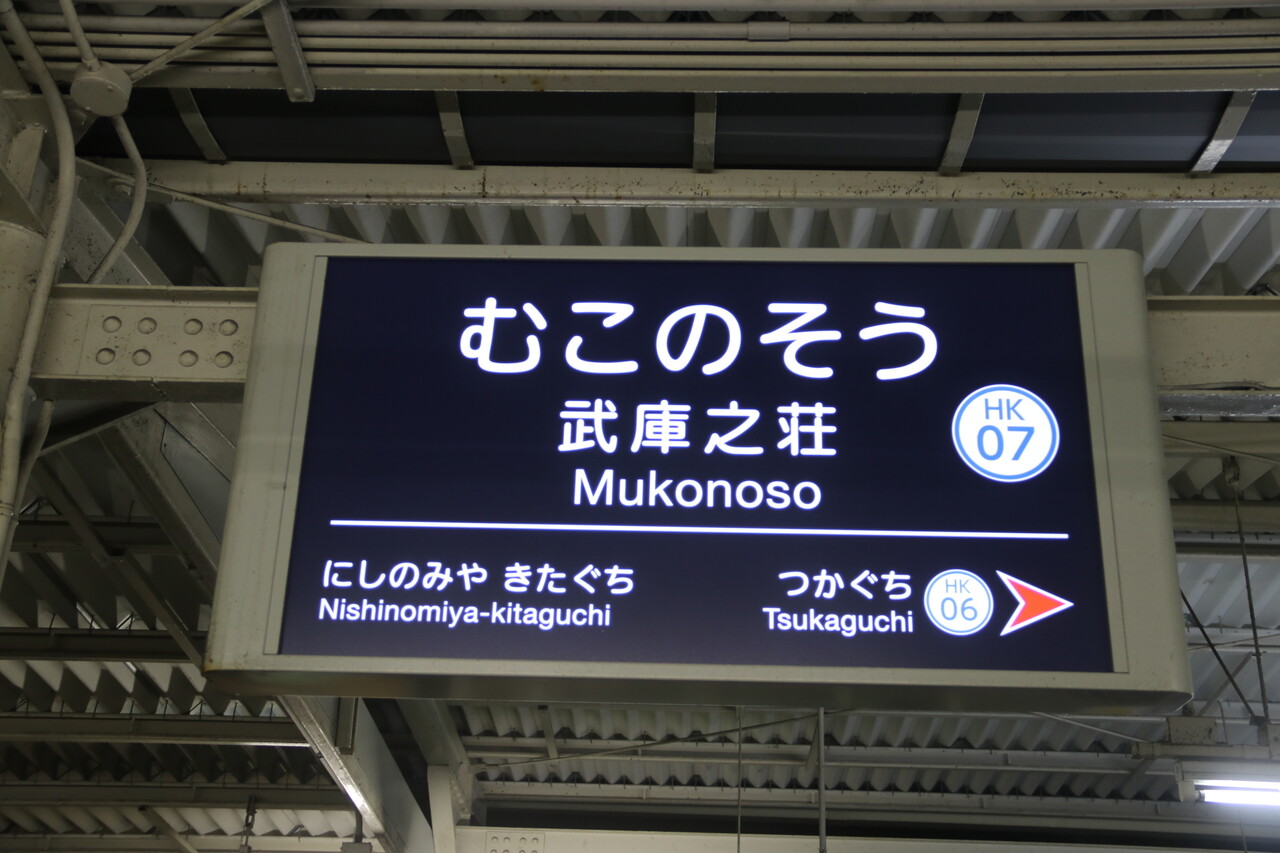 むこのそう
武庫之荘
Mukonoso
HK
07
にしのみや きたぐち
Nishinomiya-kitaguchi
つかぐち
Tsukaguchi
HK
06